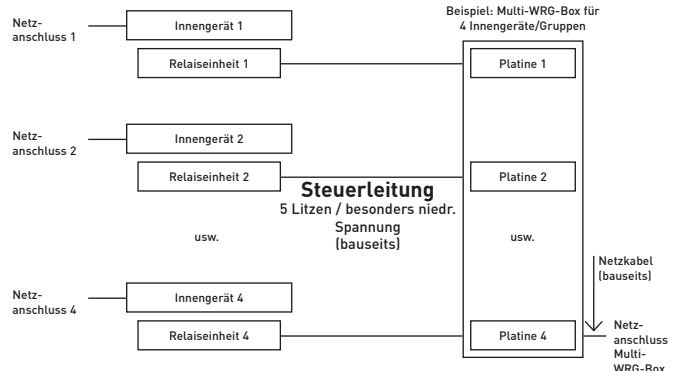 Beispiel: Multi-WRG-Box für
4 Innengeräte/Gruppen
Netz-
anschluss 1
Innengerät 1
Relaiseinheit 1
Platine 1
Netz-
anschluss 2
Innengerät 2
Relaiseinheit 2
Platine 2
Steuerleitung
5 Litzen / besonders niedr.
Spannung
(bauseits)
usw.
usw.
Netzkabel
(bauseits)
Netz-
anschluss 4
Innengerät 4
Relaiseinheit 4
Platine 4
Netz-
anschluss
Multi-
WRG-Box